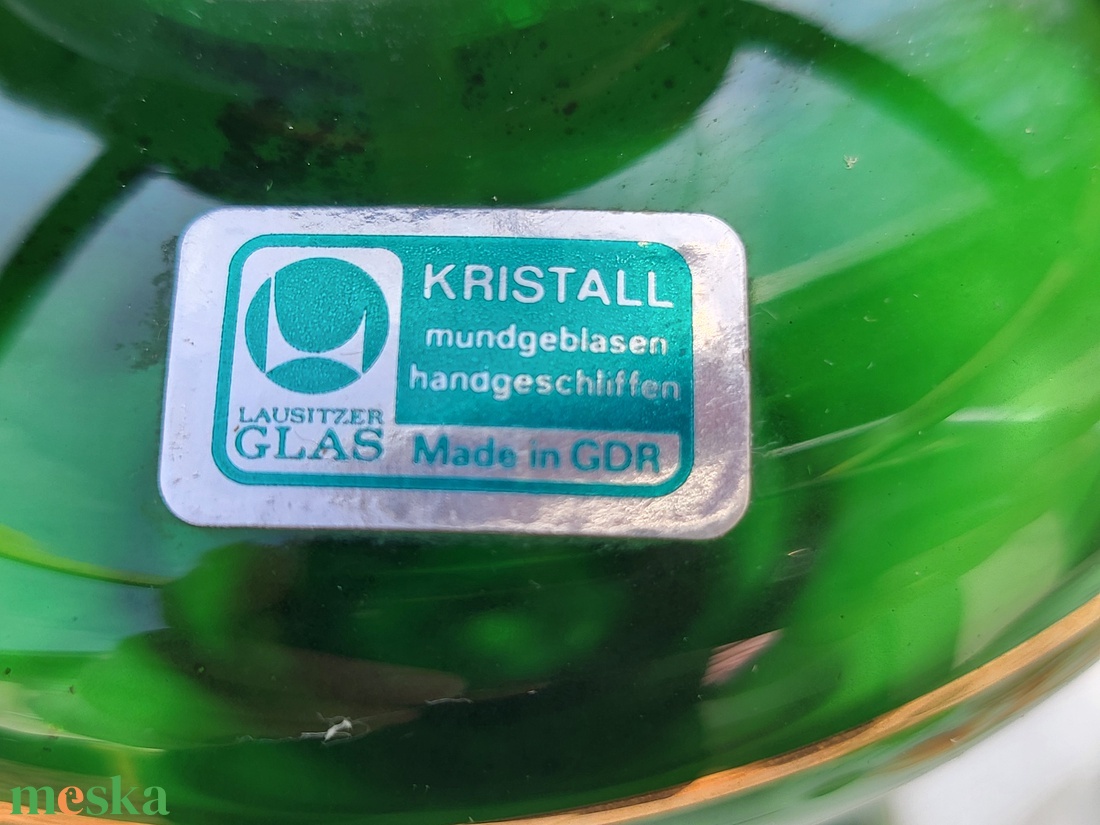 KRISTALL
mundgeblasen
handgeschliffen
LAUSITZER
GLAS
Made in GDR
meska